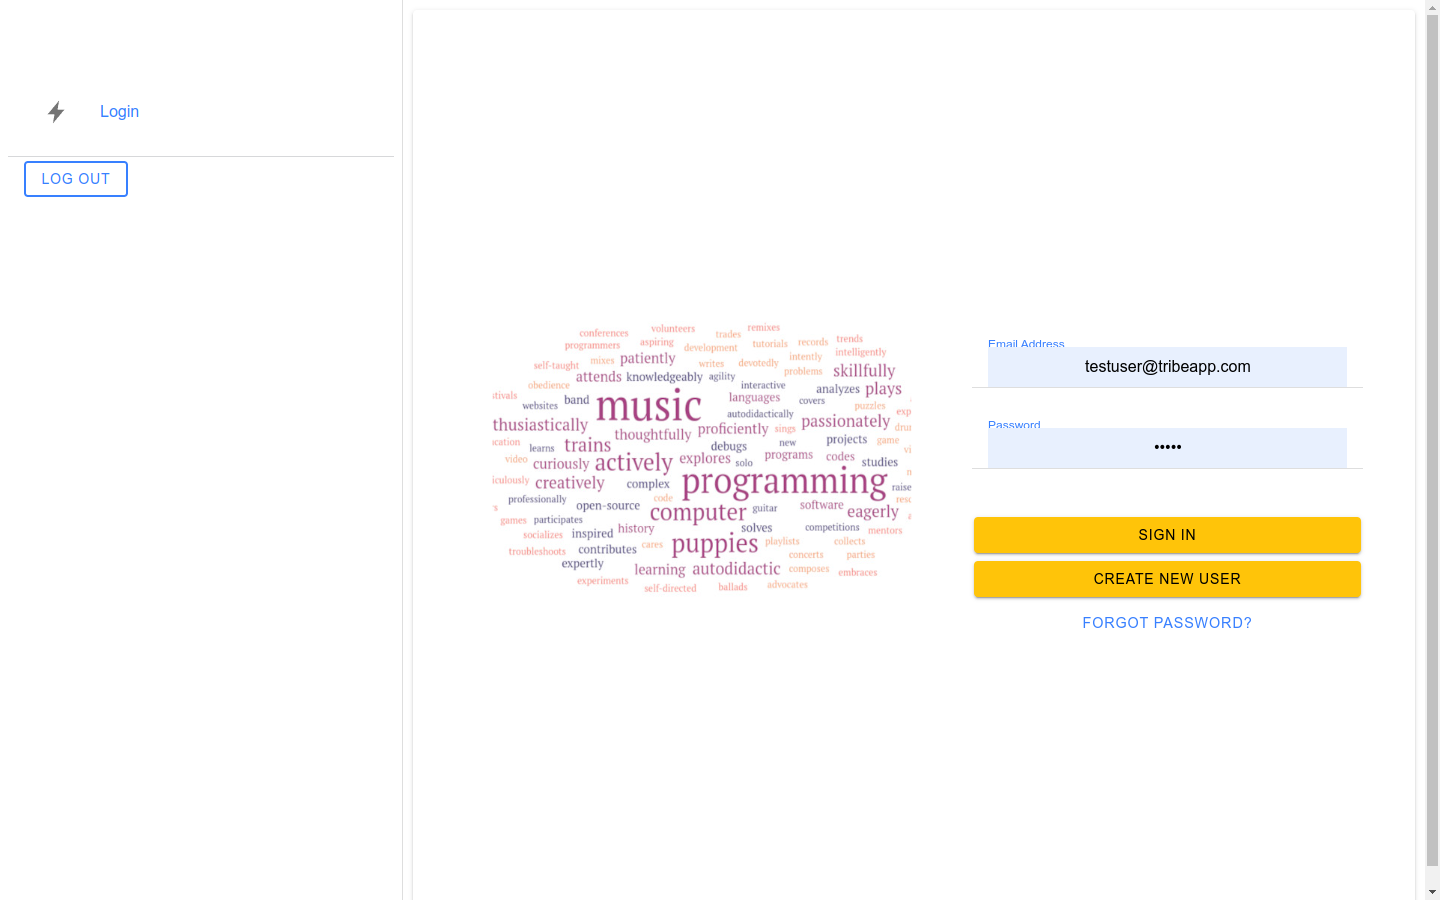 Login
LOG OUT
conferences volunteers trades remixes
programmers aspiring development tutorials records trends
self-taught mixes patiently writes devotedly intently intelligently
attends knowledgeably agility problems skillfully
obedience interactive analyzes plays
websites band music languages covers puzzles
thusiastically autodidactically passionately
thoughtfully proficiently sings
learns trains debugs new projects game
video curiously actively explores solo programs codes studies
creatively complex programming raise
professionally code
open-source computer guitar software eagerly
games participates
socializes inspired history solves competitions mentors
troubleshoots contributes cares puppies playlists collects
expertly concerts parties
learning autodidactic composes embraces
experiments self-directed ballads advocates
Email Address
testuser@tribeapp.com
Password
•••••
SIGN IN
CREATE NEW USER
FORGOT PASSWORD?